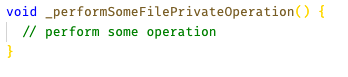 void _performSomeFilePrivateOperation() {
  // perform some operation
}